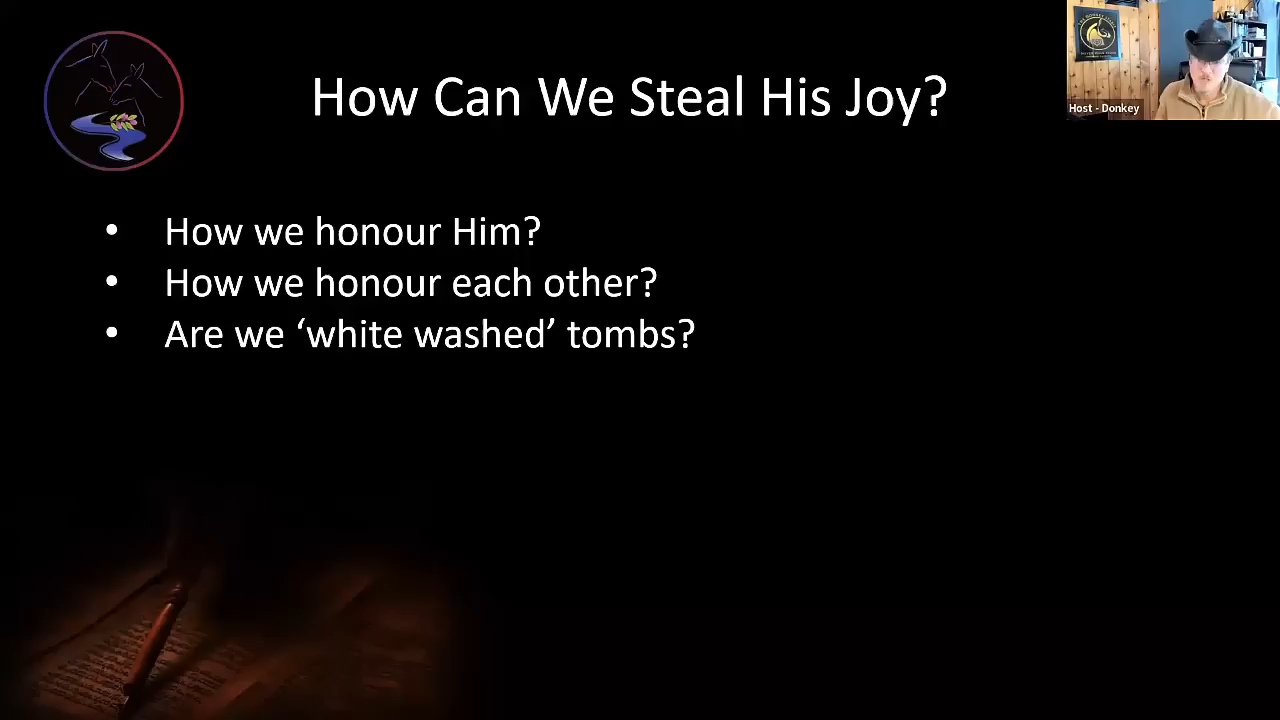 How Can We Steal His Joy?
Host - Donkey
• How we honour Him?
• How we honour each other?
• Are we ‘white washed’ tombs?